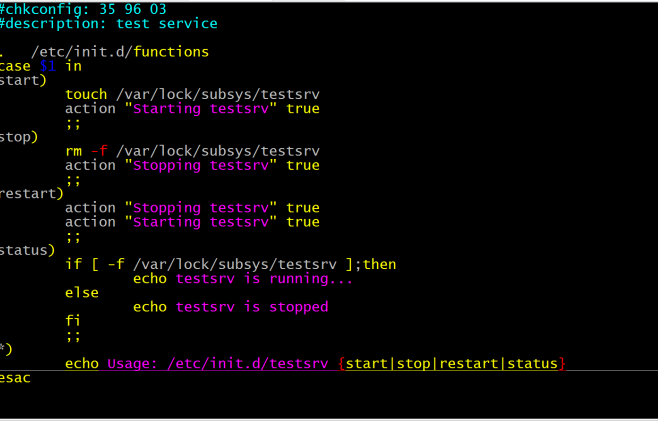 #chkconfig: 35 96 03
#description: test service
. /etc/init.d/functions
case $1 in
start)
touch /var/lock/subsys/testsrv
action "Starting testsrv" true
;;
stop)
rm -f /var/lock/subsys/testsrv
action "Stopping testsrv" true
;;
restart)
action "Stopping testsrv" true
action "Starting testsrv" true
;;
status)
if [ -f /var/lock/subsys/testsrv ];then
echo testsrv is running...
else
echo testsrv is stopped
fi
;;
*)
echo Usage: /etc/init.d/testsrv {start|stop|restart|status}
esac